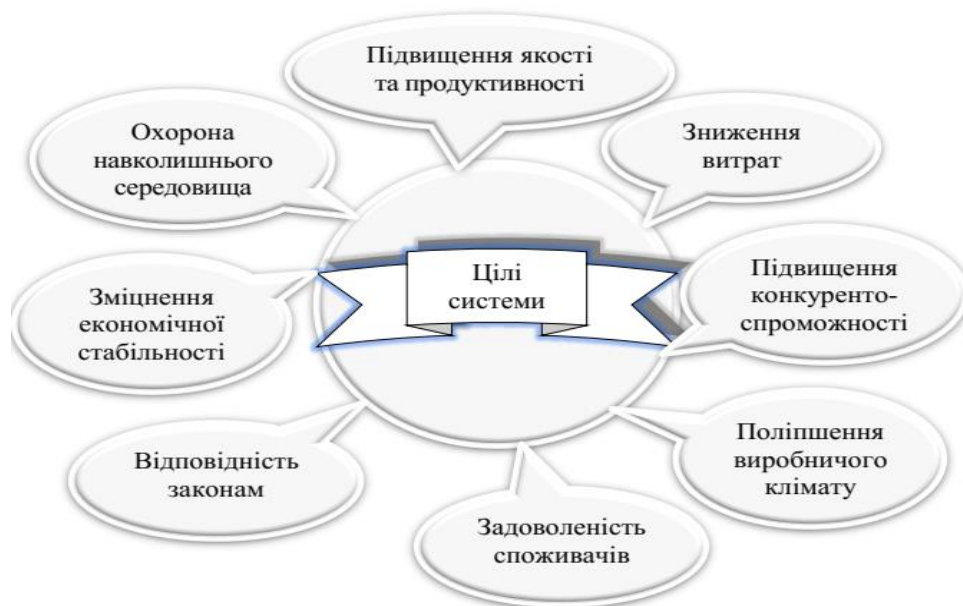 Підвищення якості
та продуктивності
Охорона
навколишнього
середовища
Зниження
витрат
Цілі
системи
Зміцнення
економічної
стабільності
Підвищення
конкуренто-
спроможності
Відповідність
законам
Поліпшення
виробничого
клімату
Задоволеність
споживачів